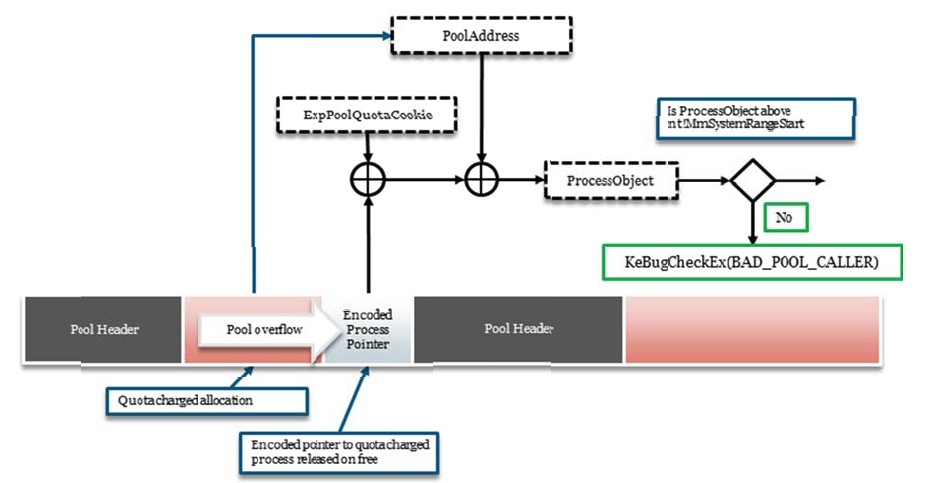 PoolAddress
ExpPoolQuotaCookie
Is ProcessObject above
nt!MmSystemRangeStart
ProcessObject
No
KeBugCheckEx(BAD_POOL_CALLER)
Pool Header
Pool overflow
Encoded
Process
Pointer
Pool Header
Quota charged allocation
Encoded pointer to quota charged
process released on free